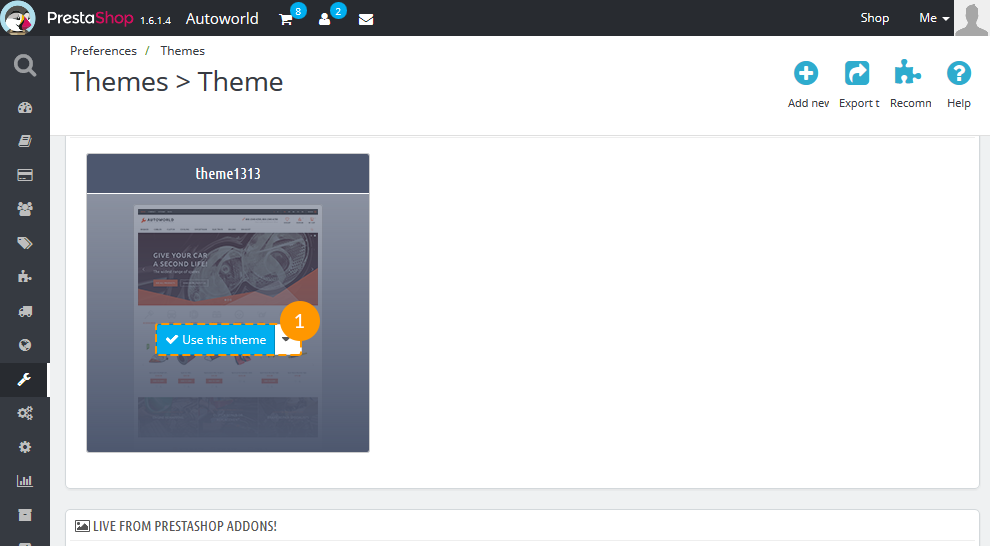 PrestaShop 1.6.1.4 Autoworld 8 2 Shop Me
Preferences / Themes
Themes > Theme
Add new Export t Recomn Help
theme1313
AUTOWORLD
GIVE YOUR CAR
A SECOND LIFE!
1
Use this theme
LIVE FROM PRESTASHOP ADDONS!